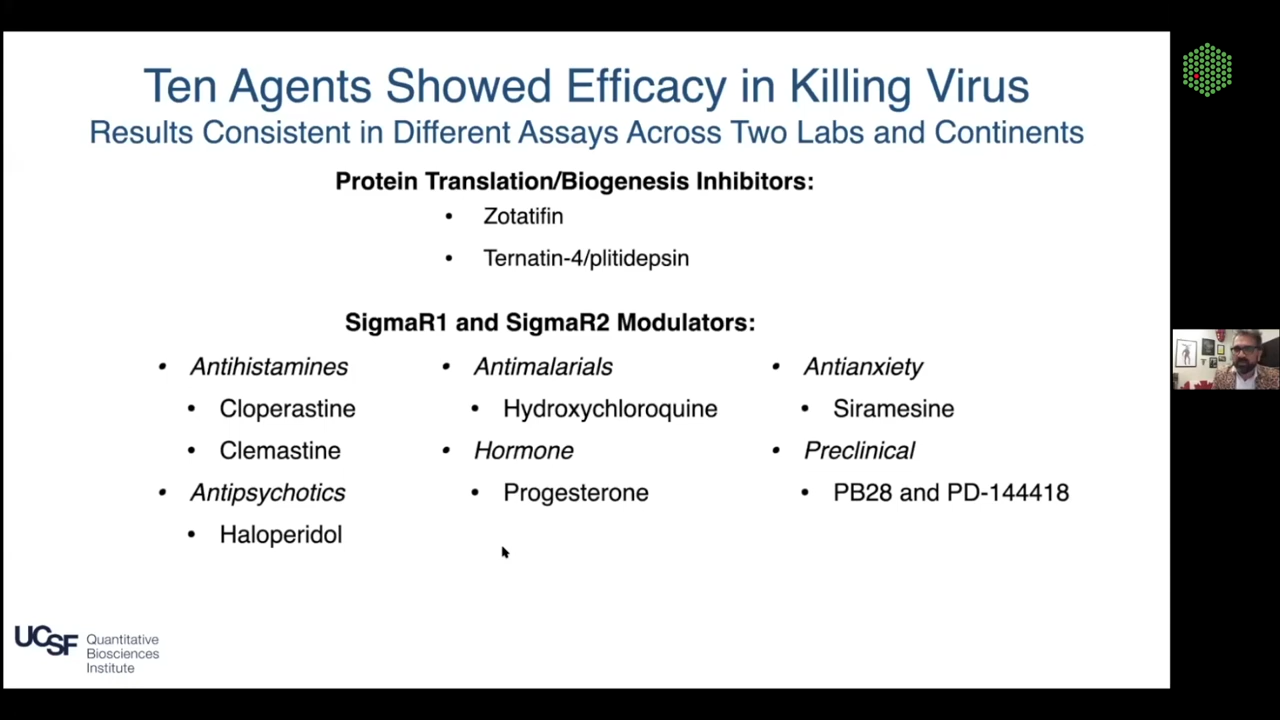 Ten Agents Showed Efficacy in Killing Virus
Results Consistent in Different Assays Across Two Labs and Continents
Protein Translation/Biogenesis Inhibitors:
• Zotatifin
• Ternatin-4/plitidepsin
SigmaR1 and SigmaR2 Modulators:
• Antihistamines
• Cloperastine
• Clemastine
• Antipsychotics
• Haloperidol
• Antimalarials
• Hydroxychloroquine
• Hormone
• Progesterone
• Antianxiety
• Siramesine
• Preclinical
• PB28 and PD-144418
UCSF
Quantitative
Biosciences
Institute